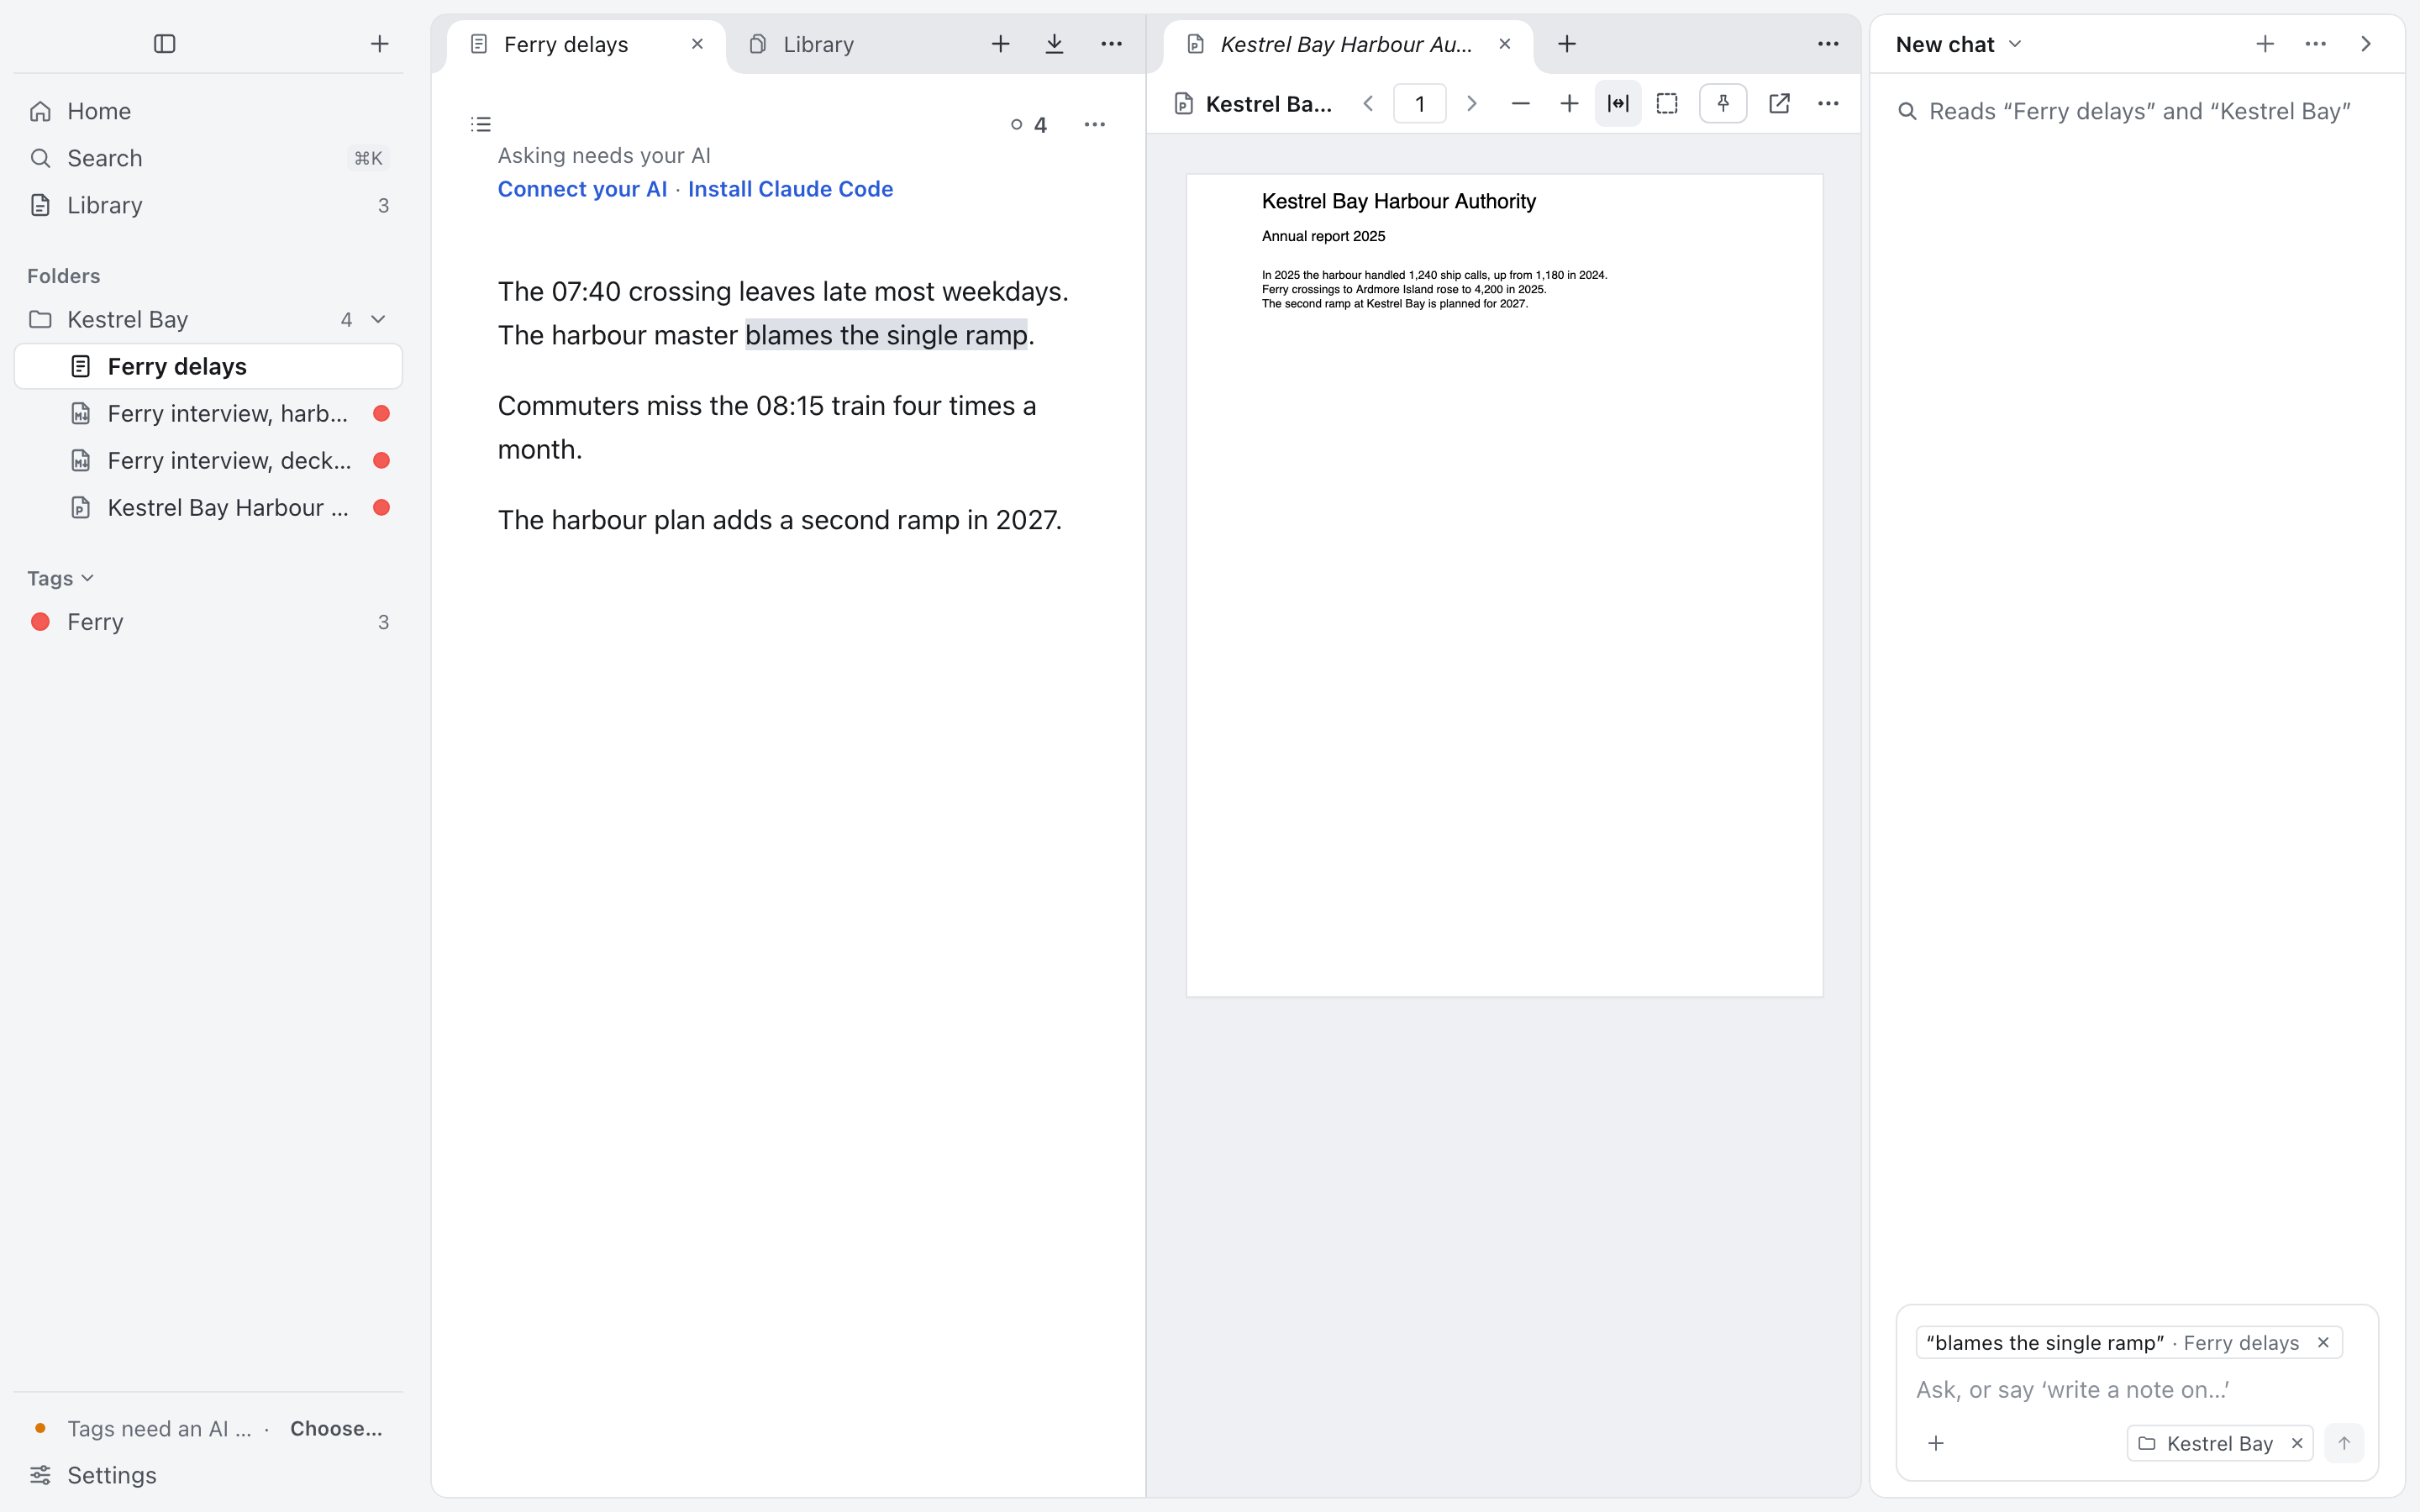 Home
Search ⌘K
Library 3
Folders
Kestrel Bay 4
Ferry delays
Ferry interview, harb...
Ferry interview, deck...
Kestrel Bay Harbour ...
Tags
Ferry 3
Tags need an AI ... · Choose...
Settings
Ferry delays
Library
4
Asking needs your AI
Connect your AI · Install Claude Code
The 07:40 crossing leaves late most weekdays.
The harbour master blames the single ramp.
Commuters miss the 08:15 train four times a
month.
The harbour plan adds a second ramp in 2027.
Kestrel Bay Harbour Au...
Kestrel Ba... 1
Kestrel Bay Harbour Authority
Annual report 2025
In 2025 the harbour handled 1,240 ship calls, up from 1,180 in 2024.
Ferry crossings to Ardmore Island rose to 4,200 in 2025.
The second ramp at Kestrel Bay is planned for 2027.
New chat
Reads “Ferry delays” and “Kestrel Bay”
“blames the single ramp” · Ferry delays
Ask, or say ‘write a note on...’
Kestrel Bay